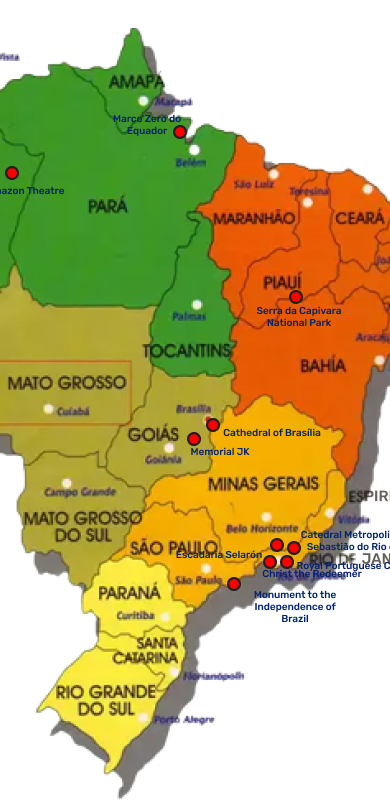 Vista
AMAPÁ
Macapá
Março Zero do
Equador
Belém
azon Theatre
PARÁ
São Luiz
Teresina
MARANHÃO
CEARÁ
PIAUÍ
Serra da Capivara
National Park
Palmas
TOCANTINS
Aracaj
BAHÍA
MATO GROSSO
Cuiabá
Brasília
Cathedral of Brasília
GOIÁS
Memorial JK
Goiânia
Campo Grande
MINAS GERAIS
ESPIRI
MATO GROSSO
DO SUL
Vitória
Belo Horizonte
Catedral Metropoli
Sebastião do Rio
SÃO PAULO
Escadaria Selarón
RIO DE JAN
Royal Portuguese C
Christ the Redeemer
São Paulo
PARANÁ
Monument to the
Independence of
Brazil
Curitiba
SANTA
CATARINA
Florianópolis
RIO GRANDE
DO SUL
Porto Alegre